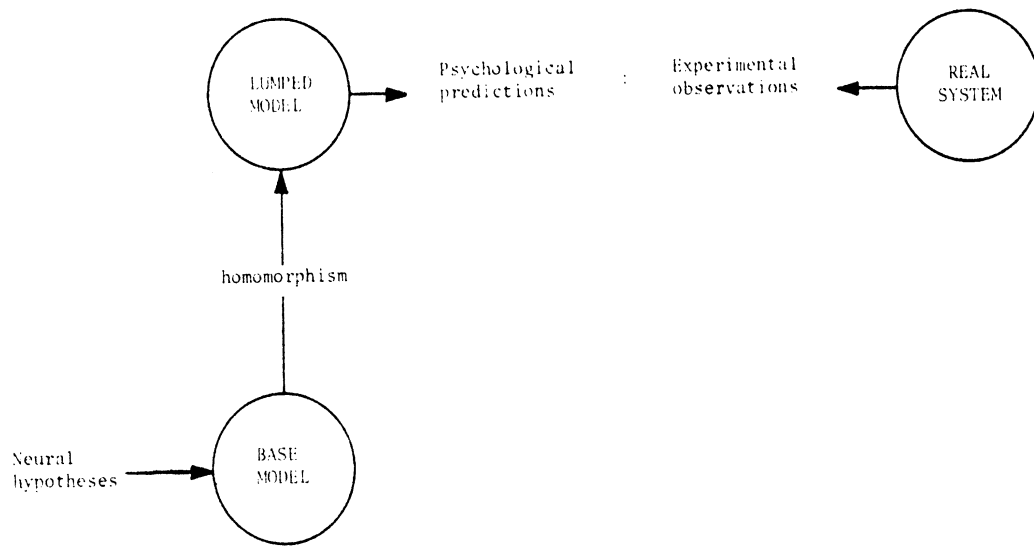 LUMPED
MODEL
Psychological
predictions
:
Experimental
observations
REAL
SYSTEM
homomorphism
Neural
hypotheses
BASE
MODEL